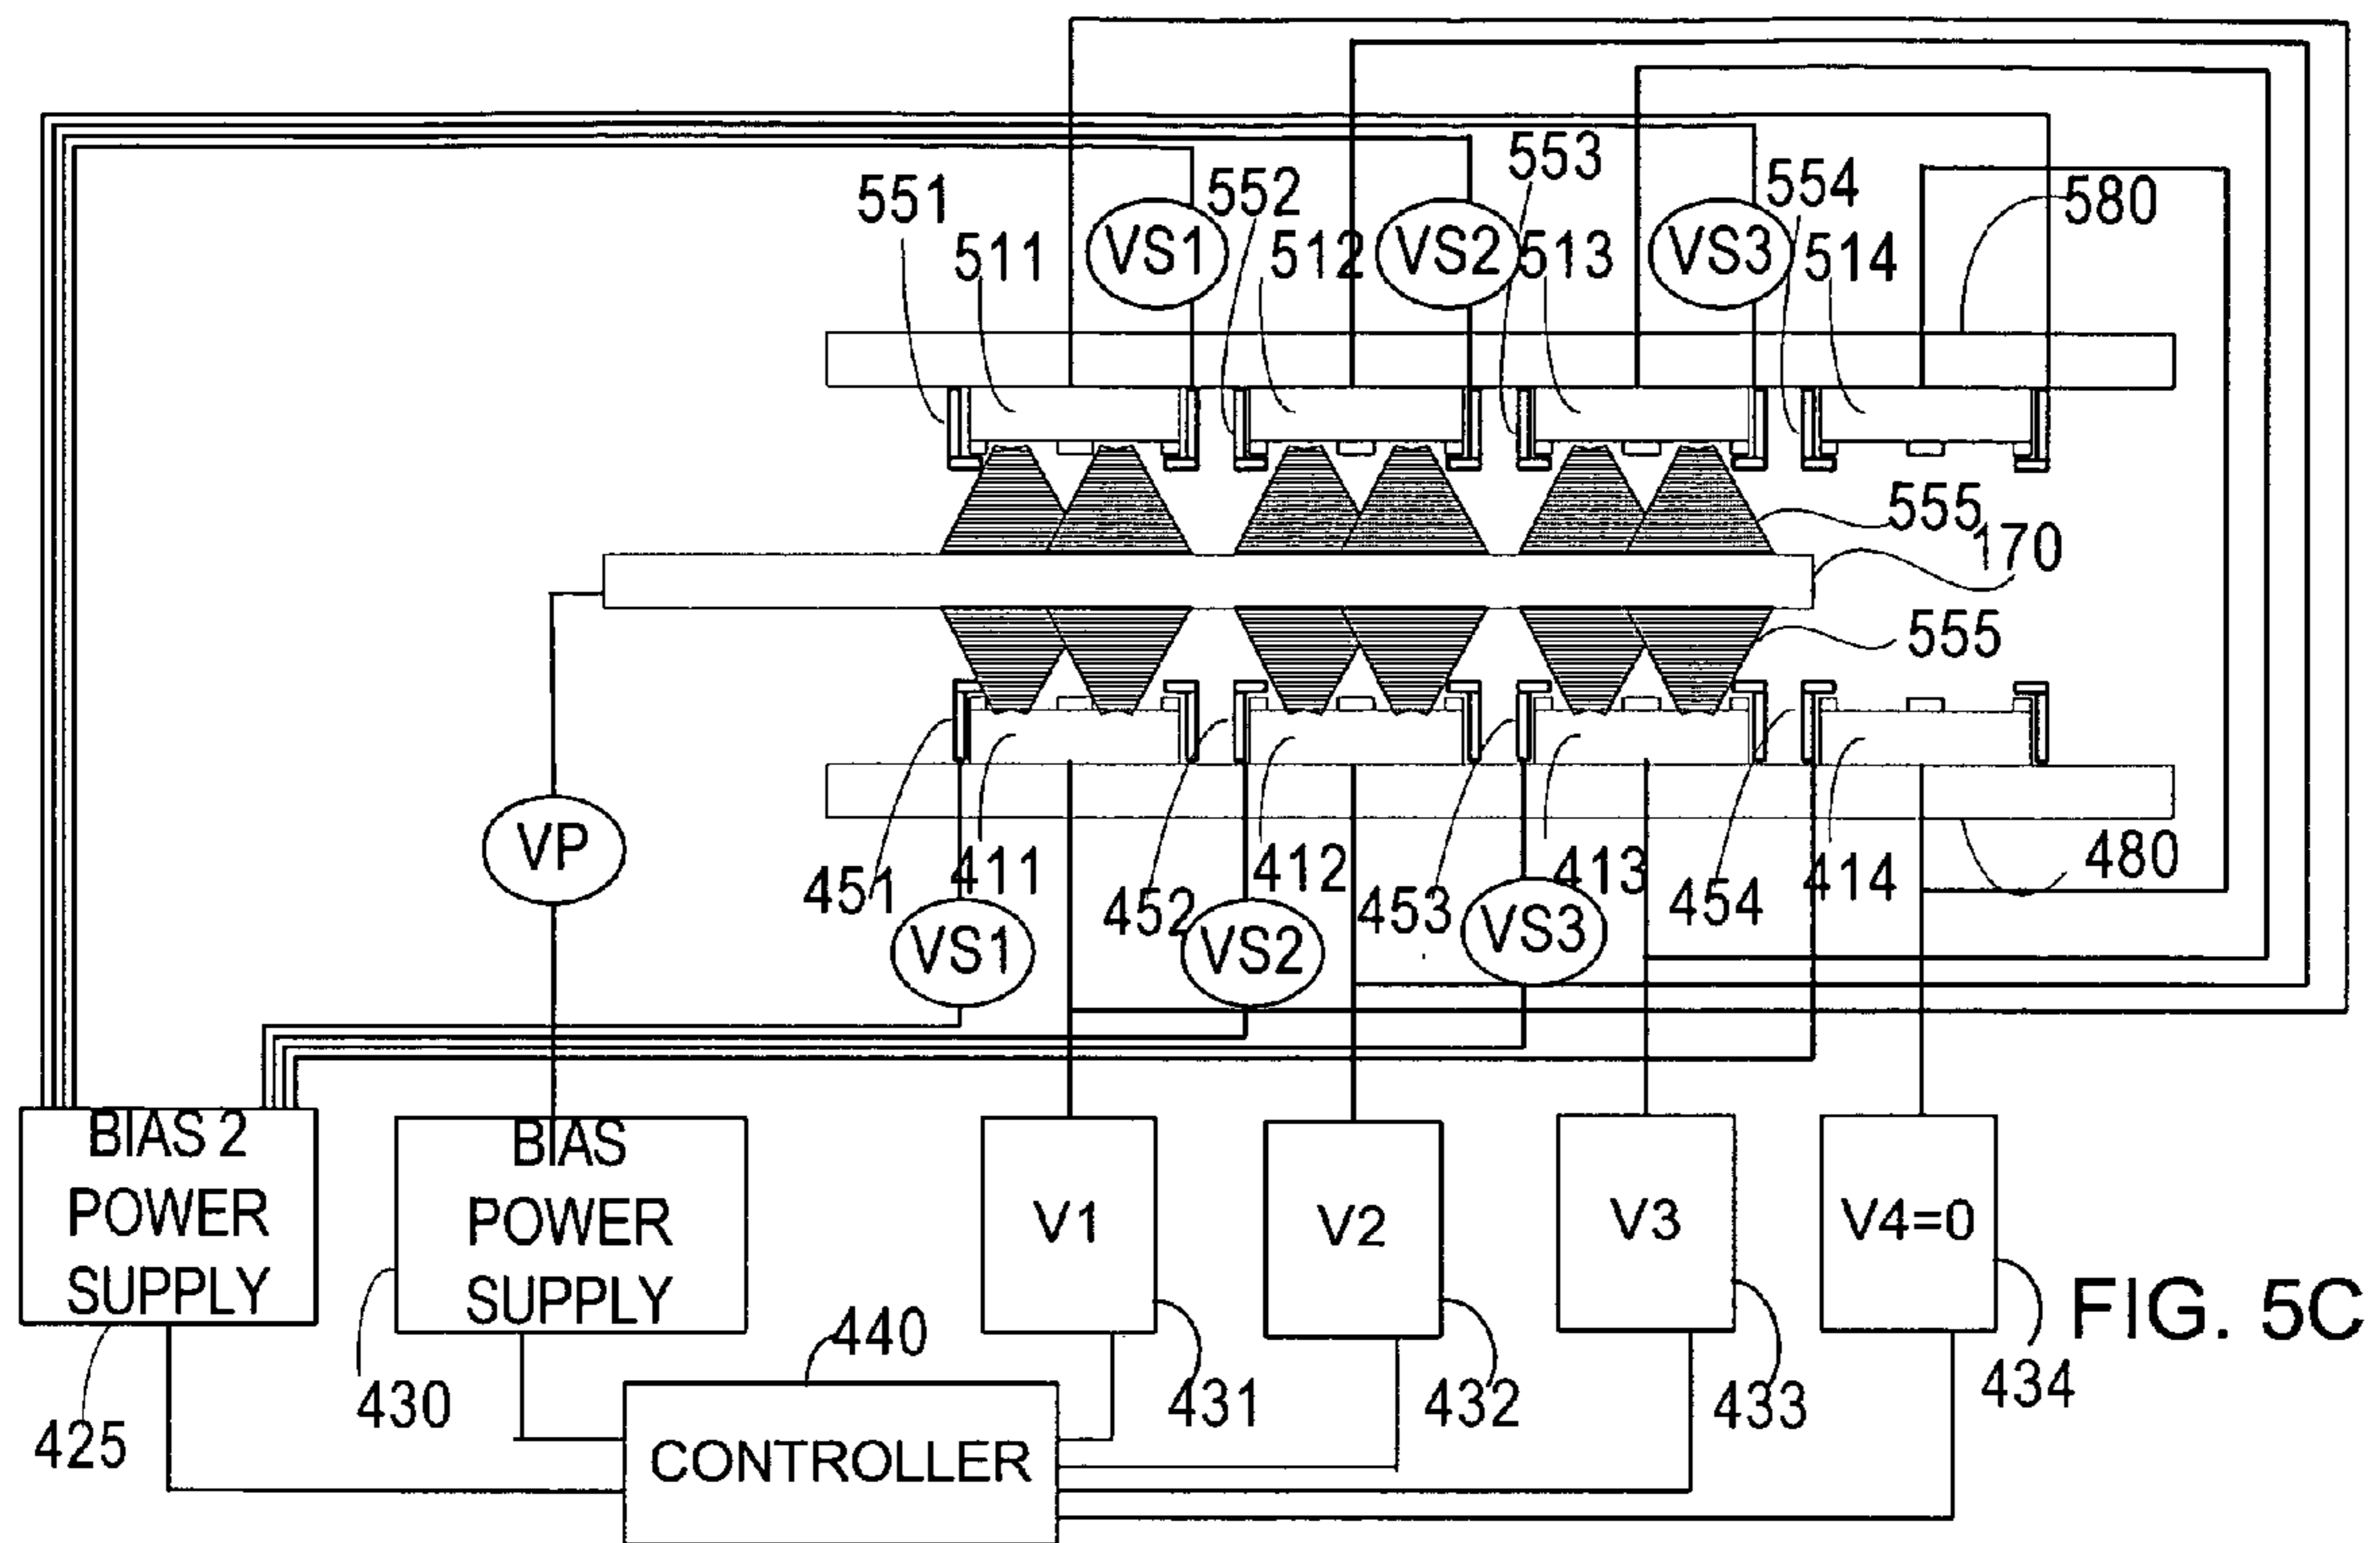 553
551
552
554
580
511
VS1
512
VS2
513
VS3
514
555
170
555
VP
451
411
452
412
453
413
454
414
480
VS1
VS2
VS3
BIAS 2
POWER
SUPPLY
BIAS
POWER
SUPPLY
V1
V2
V3
V4=0
FIG. 5C
440
425
430
431
432
433
434
CONTROLLER